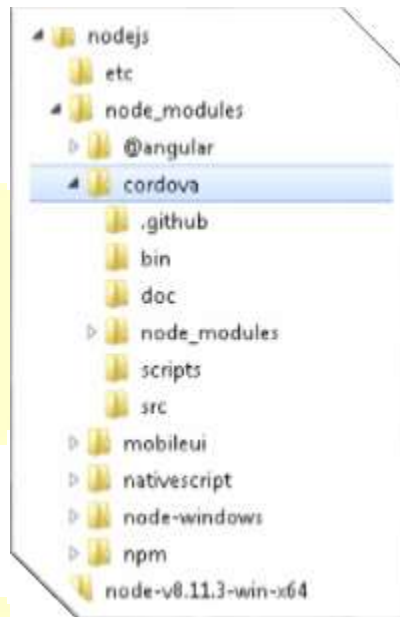 nodejs
etc
node_modules
@angular
cordova
.github
bin
doc
node_modules
scripts
src
mobileui
nativescript
node-windows
npm
node-v8.11.3-win-x64